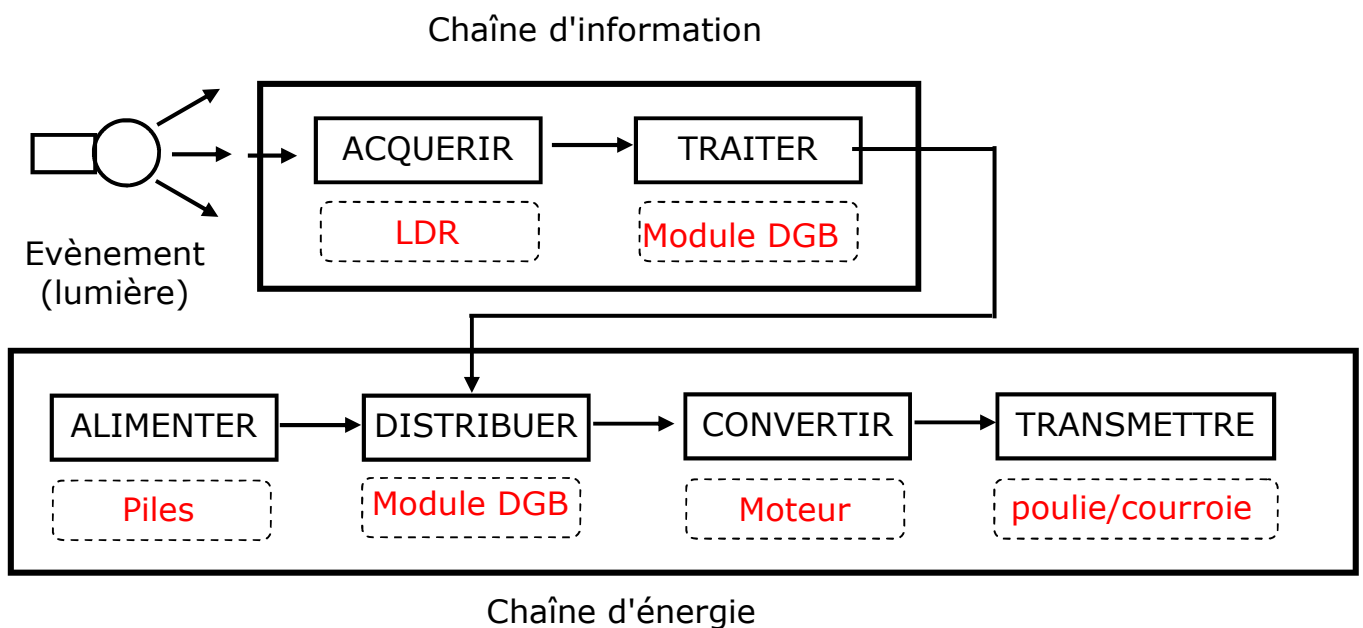 Chaîne d'information
ACQUERIR
TRAITER
LDR
Module DGB
Evènement
(lumière)
ALIMENTER
DISTRIBUER
CONVERTIR
TRANSMETTRE
Piles
Module DGB
Moteur
poulie/courroie
Chaîne d'énergie